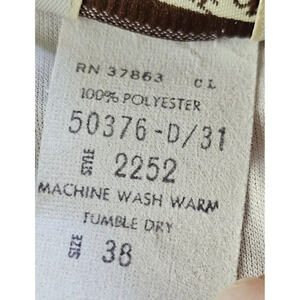 RN 37863 CL
100% POLYESTER
50376-D/31
STYLE 2252
MACHINE WASH WARM
TUMBLE DRY
SIZE 38